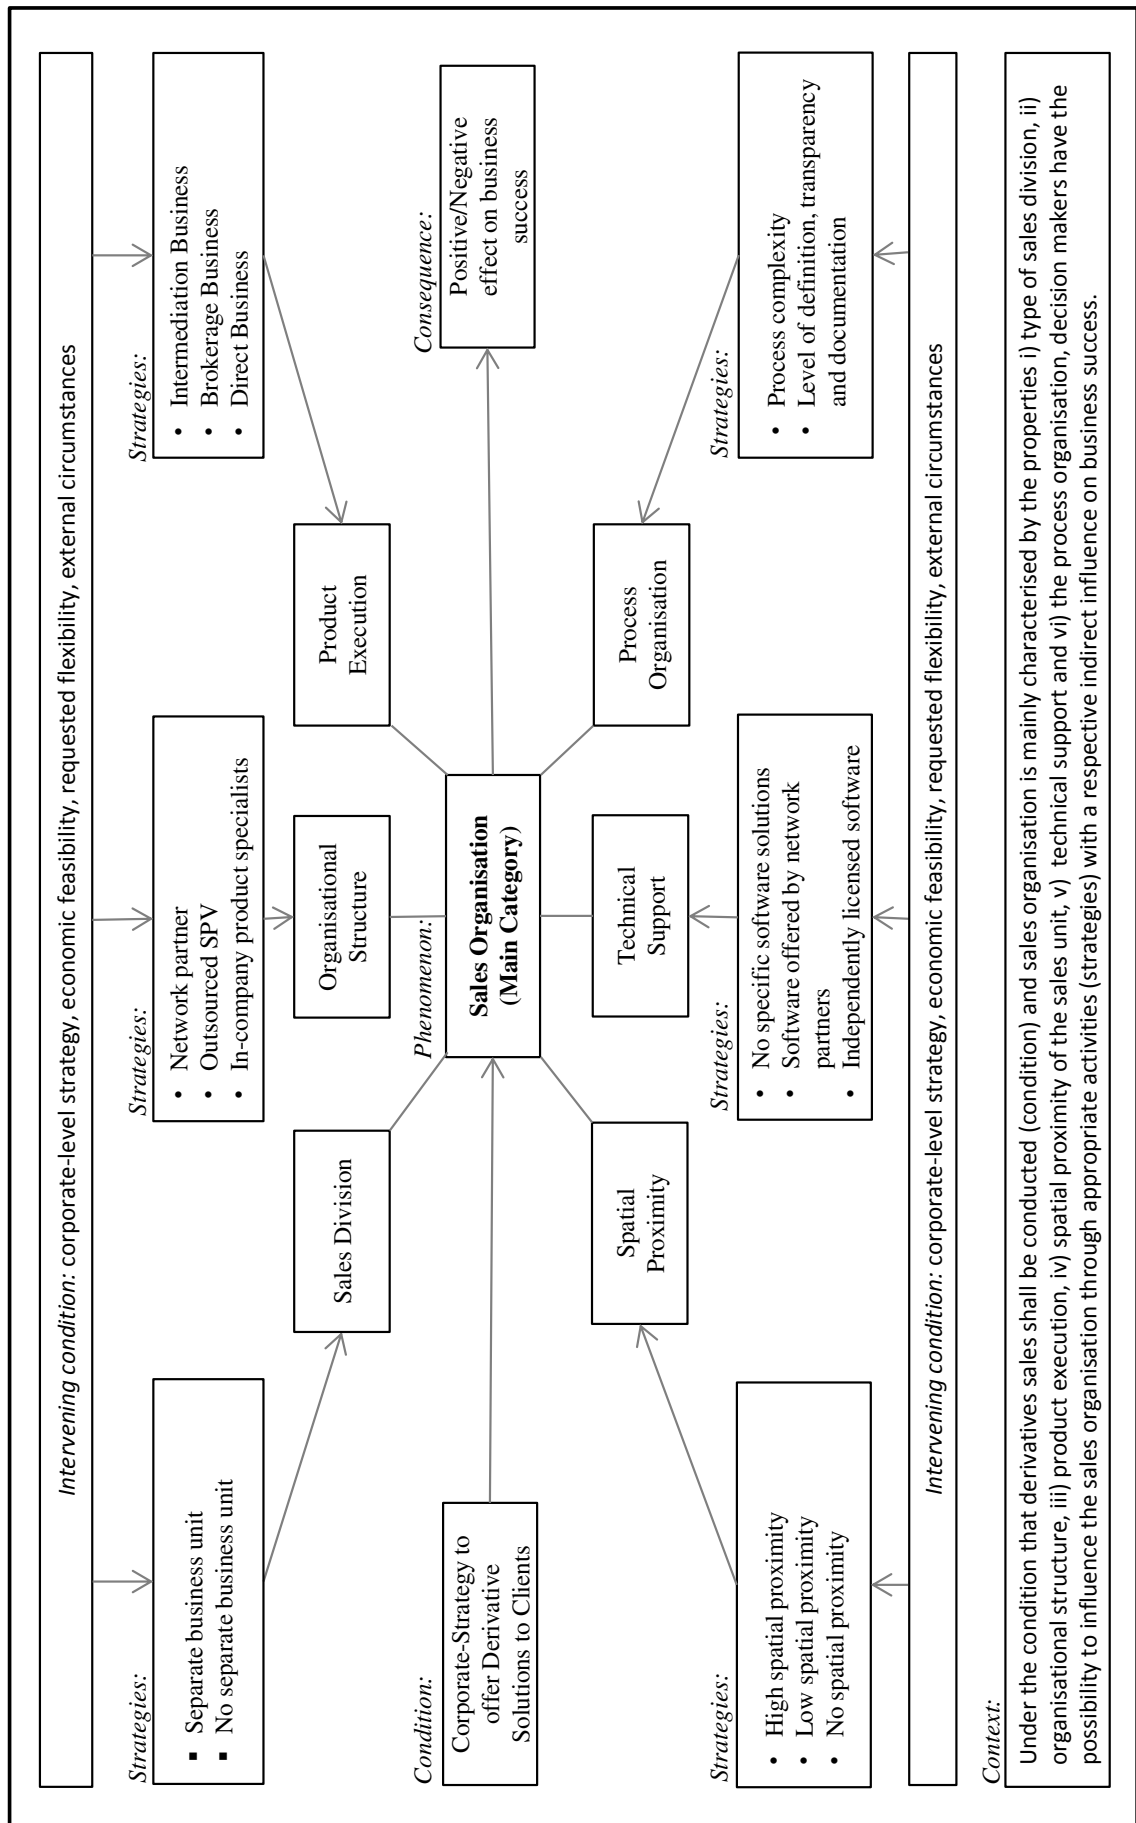 Intervening condition: corporate-level strategy, economic feasibility, requested flexibility, external circumstances
Strategies:
▪ Separate business unit
▪ No separate business unit
Strategies:
• Network partner
• Outsourced SPV
• In-company product specialists
Strategies:
• Intermediation Business
• Brokerage Business
• Direct Business
Sales Division
Organisational
Structure
Product
Execution
Condition:
Corporate-Strategy to
offer Derivative
Solutions to Clients
Phenomenon:
Sales Organisation
(Main Category)
Consequence:
Positive/Negative
effect on business
success
Spatial
Proximity
Technical
Support
Process
Organisation
Strategies:
• High spatial proximity
• Low spatial proximity
• No spatial proximity
Strategies:
• No specific software solutions
• Software offered by network
partners
• Independently licensed software
Strategies:
• Process complexity
• Level of definition, transparency
and documentation
Intervening condition: corporate-level strategy, economic feasibility, requested flexibility, external circumstances
Context:
Under the condition that derivatives sales shall be conducted (condition) and sales organisation is mainly characterised by the properties i) type of sales division, ii)
organisational structure, iii) product execution, iv) spatial proximity of the sales unit, v) technical support and vi) the process organisation, decision makers have the
possibility to influence the sales organisation through appropriate activities (strategies) with a respective indirect influence on business success.